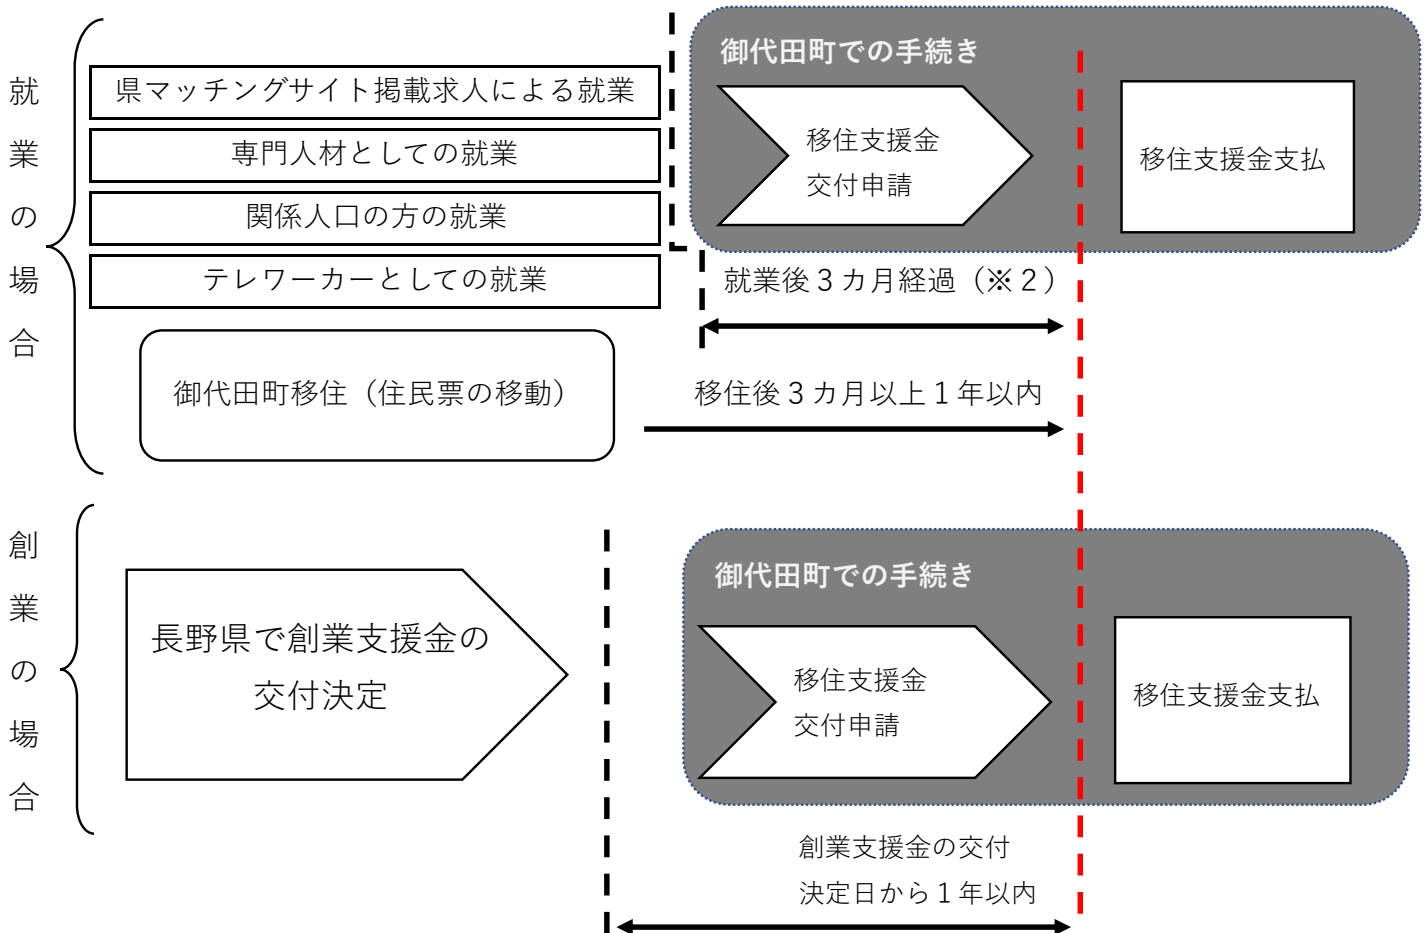 就業の場合
県マッチングサイト掲載求人による就業
専門人材としての就業
関係人口の方の就業
テレワーカーとしての就業
御代田町移住（住民票の移動）
御代田町での手続き
移住支援金
交付申請
移住支援金支払
就業後３カ月経過（※２）
移住後３カ月以上１年以内
創業の場合
長野県で創業支援金の
交付決定
御代田町での手続き
移住支援金
交付申請
移住支援金支払
創業支援金の交付
決定日から１年以内